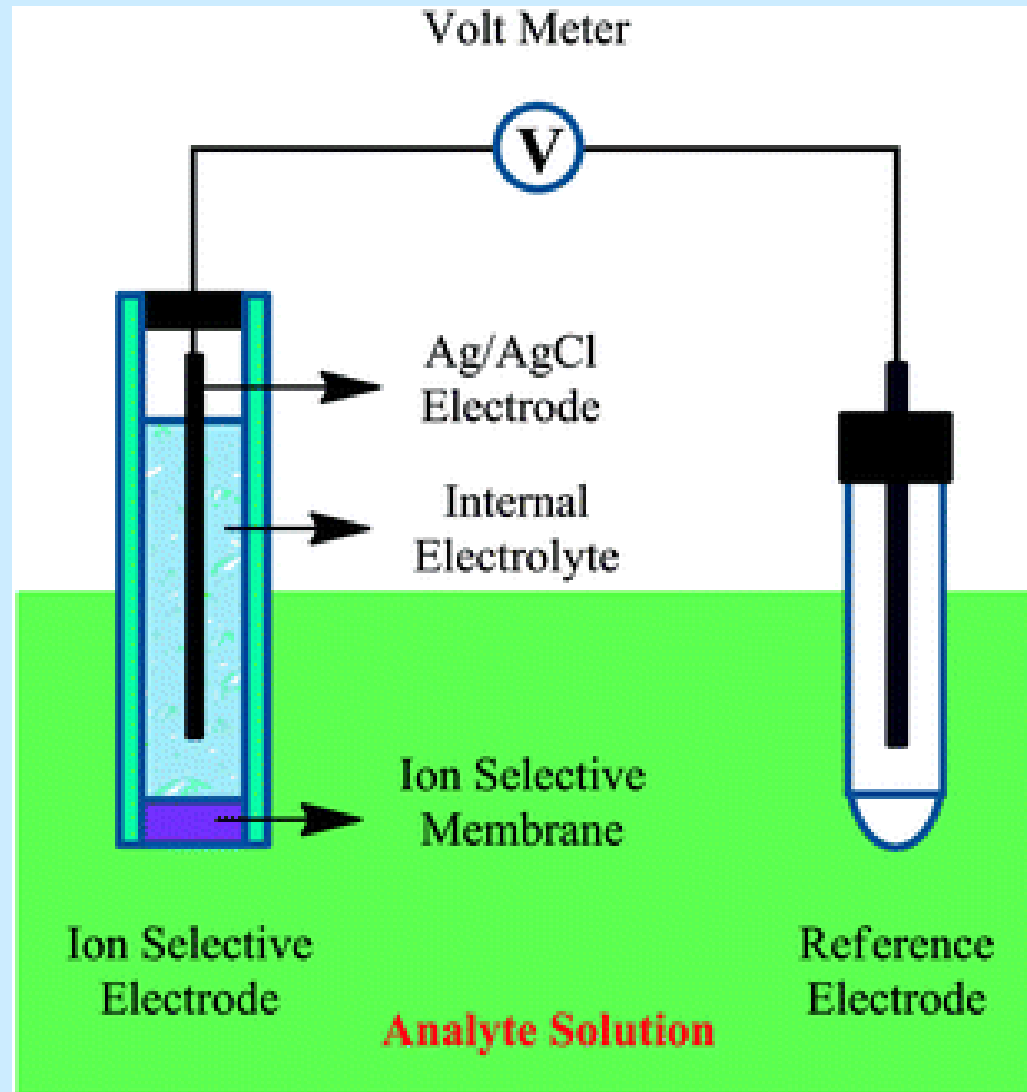 Volt Meter
V
Ag/AgCl
Electrode
Internal
Electrolyte
Ion Selective
Membrane
Ion Selective
Electrode
Reference
Electrode
Analyte Solution